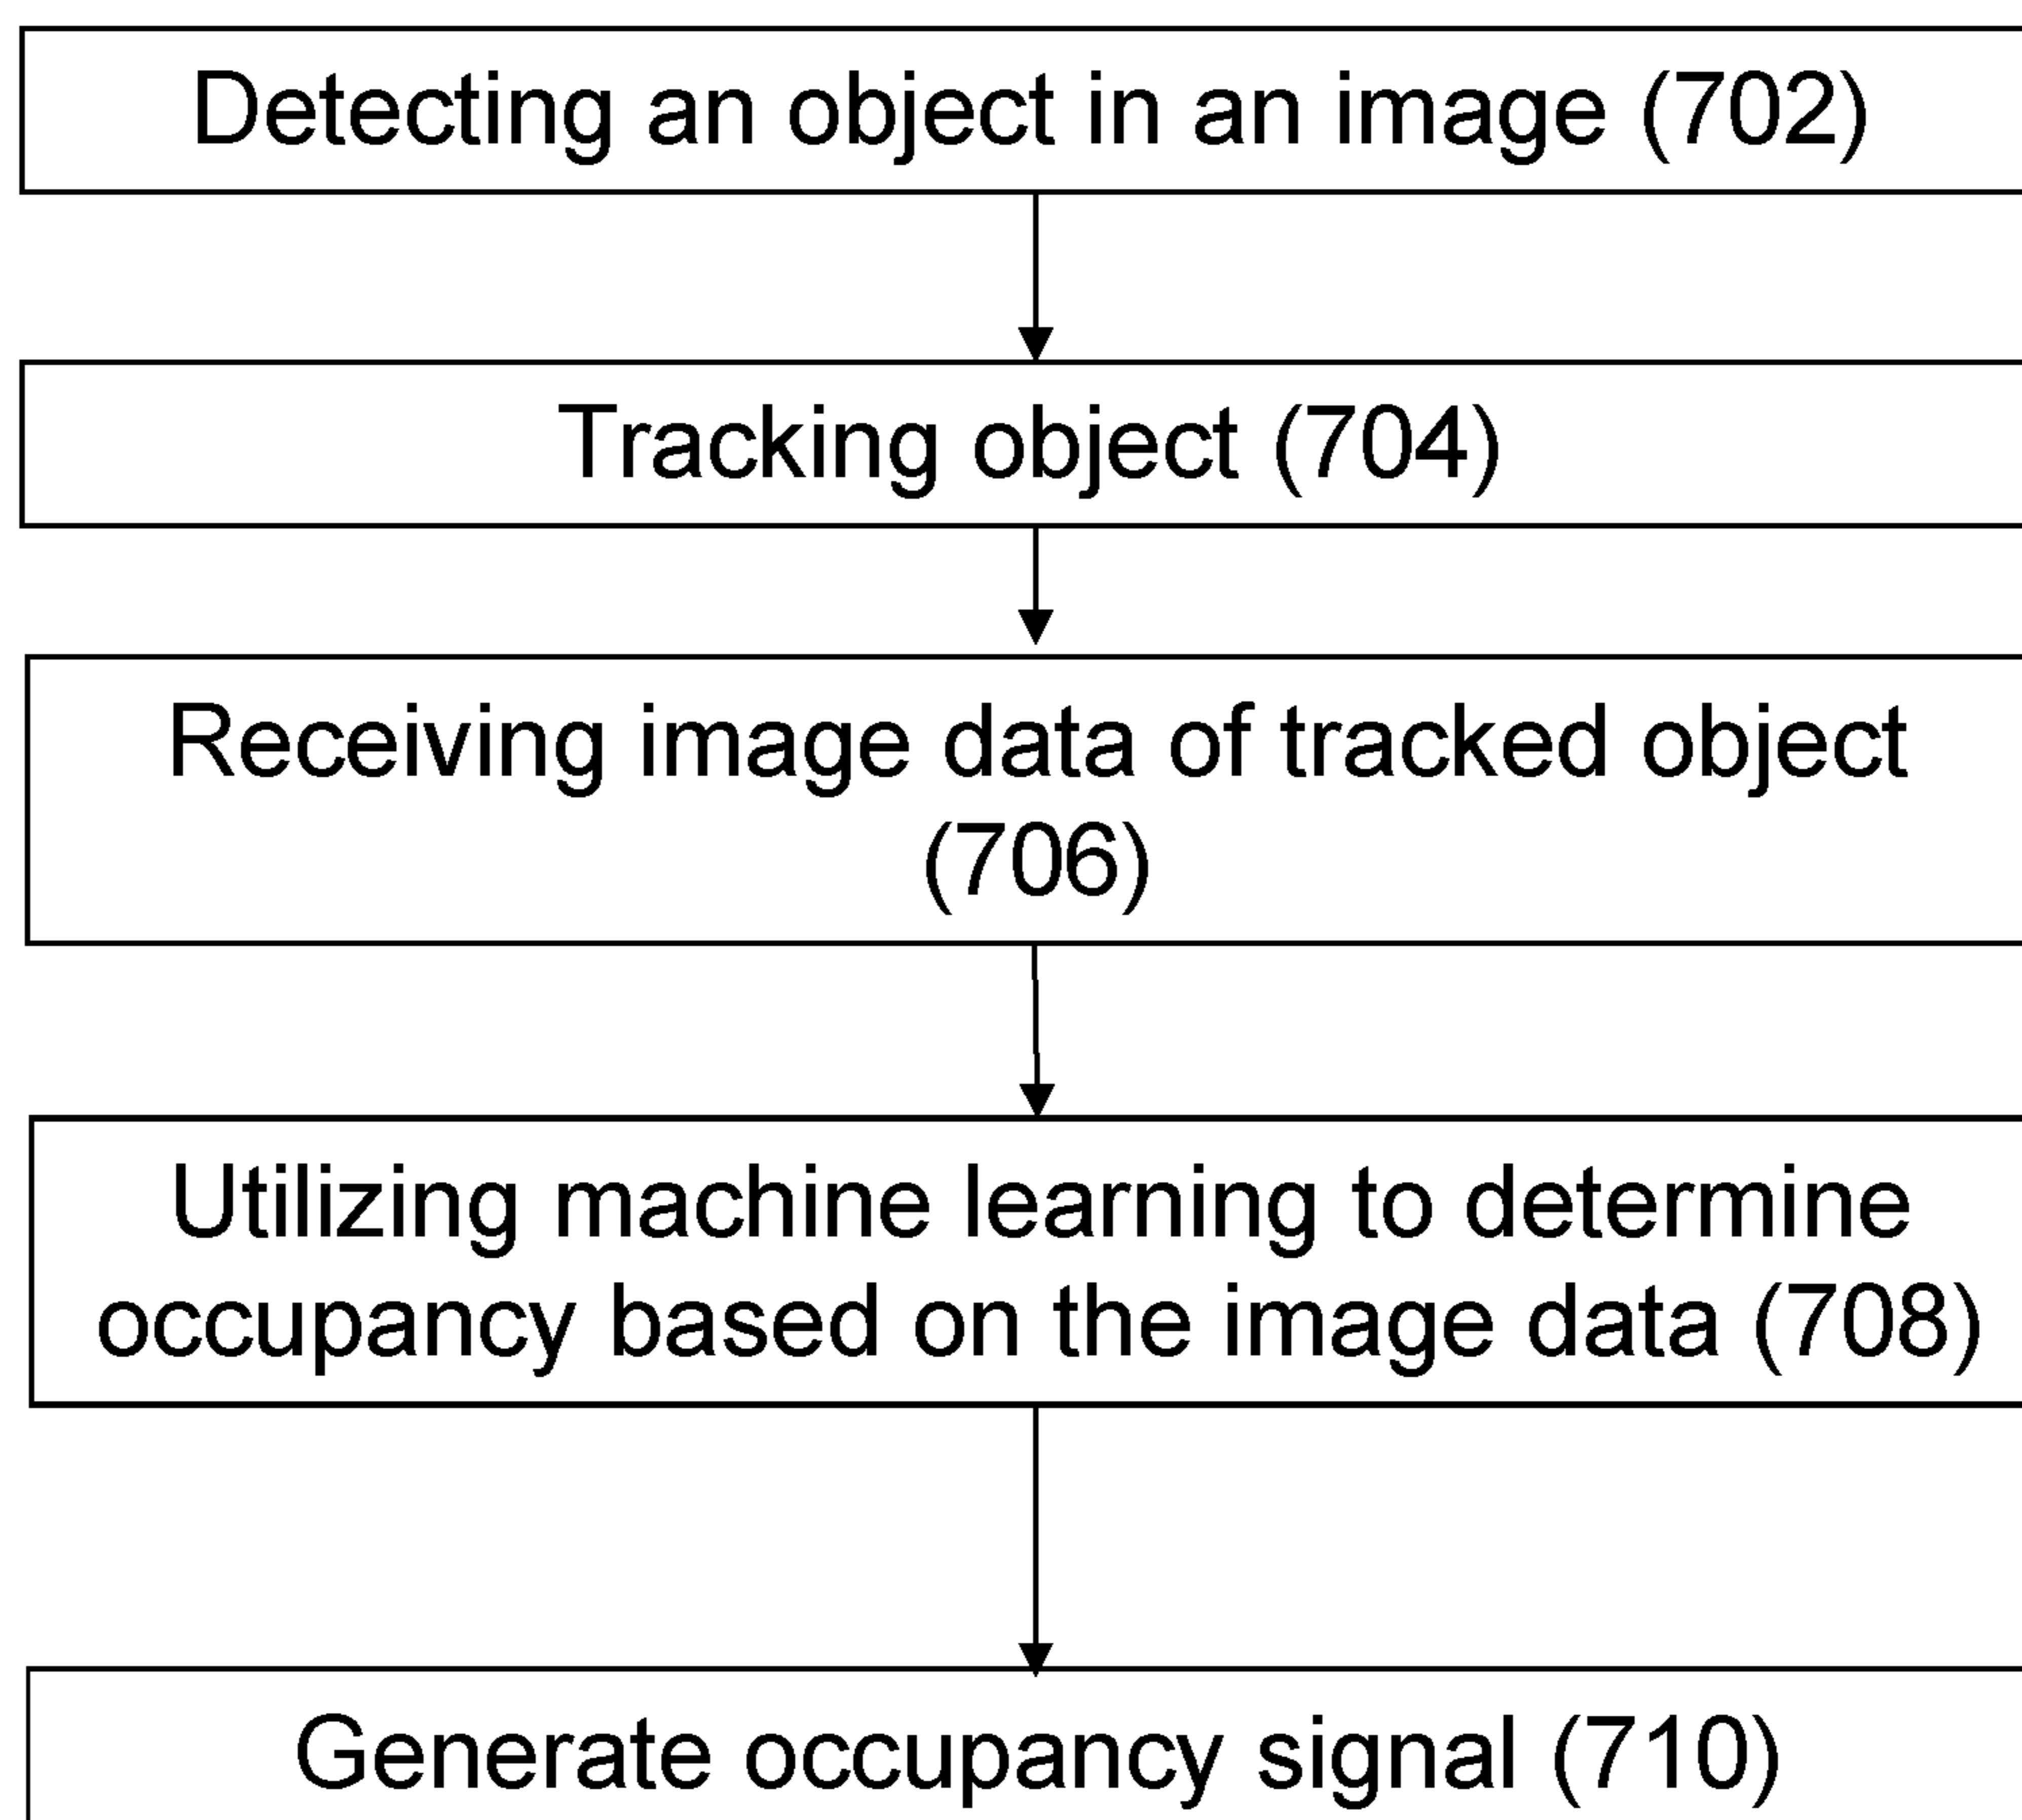 Detecting an object in an image (702)
Tracking object (704)
Receiving image data of tracked object
(706)
Utilizing machine learning to determine
occupancy based on the image data (708)
Generate occupancy signal (710)